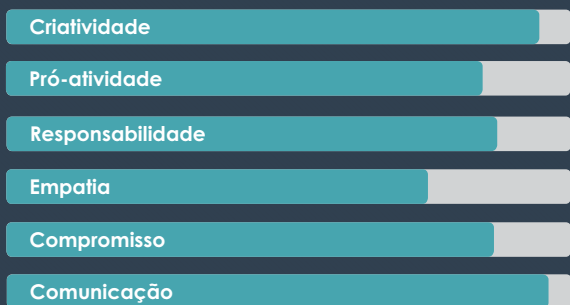 Criatividade
Pró-atividade
Responsabilidade
Empatia
Compromisso
Comunicação